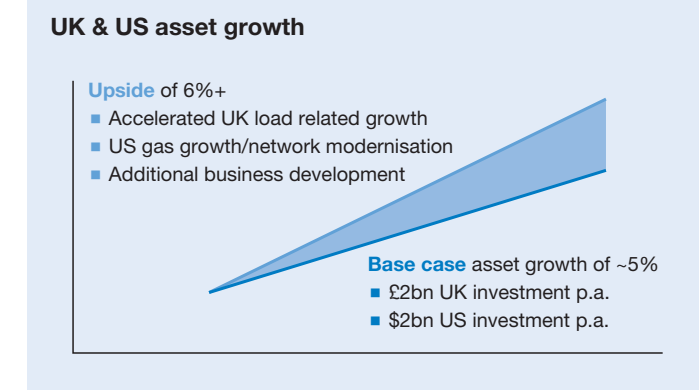 UK & US asset growth
Upside of 6%+
■ Accelerated UK load related growth
■ US gas growth/network modernisation
■ Additional business development
Base case asset growth of ~5%
■ £2bn UK investment p.a.
■ $2bn US investment p.a.